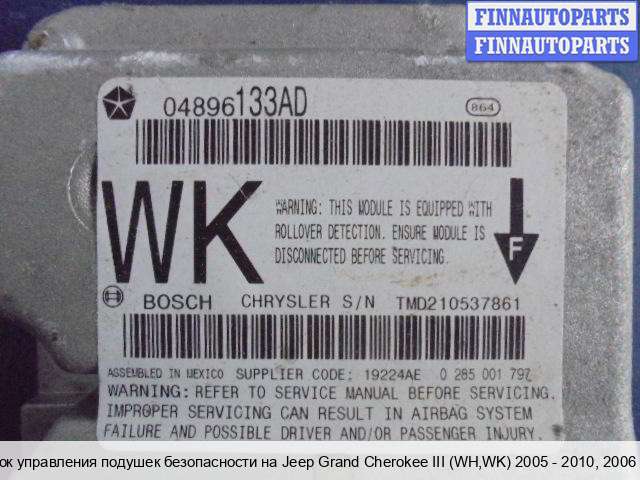 FINNAUTOPARTS
FINNAUTOPARTS
04896133AD
864
WK
WARNING: THIS MODULE IS EQUIPPED WITH
ROLLOVER DETECTION. ENSURE MODULE IS
DISCONNECTED BEFORE SERVICING.
F
BOSCH CHRYSLER S/N TMD210537861
ASSEMBLED IN MEXICO SUPPLIER CODE: 19224AE 0 285 001 797
WARNING: REFER TO SERVICE MANUAL BEFORE SERVICING.
IMPROPER SERVICING CAN RESULT IN AIRBAG SYSTEM
FAILURE AND POSSIBLE DRIVER AND/OR PASSENGER INJURY.
ок управления подушек безопасности на Jeep Grand Cherokee III (WH,WK) 2005 - 2010, 2006